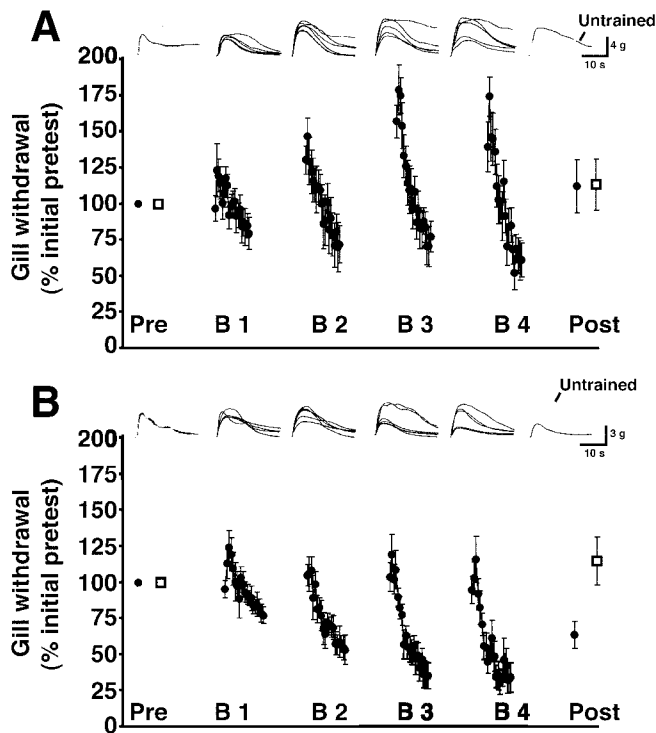 A
Untrained
4 g
10 s
200
175
150
125
100
75
50
25
0
Gill withdrawal
(% initial pretest)
Pre B 1 B 2 B 3 B 4 Post
B
Untrained
3 g
10 s
200
175
150
125
100
75
50
25
0
Gill withdrawal
(% initial pretest)
Pre B 1 B 2 B 3 B 4 Post